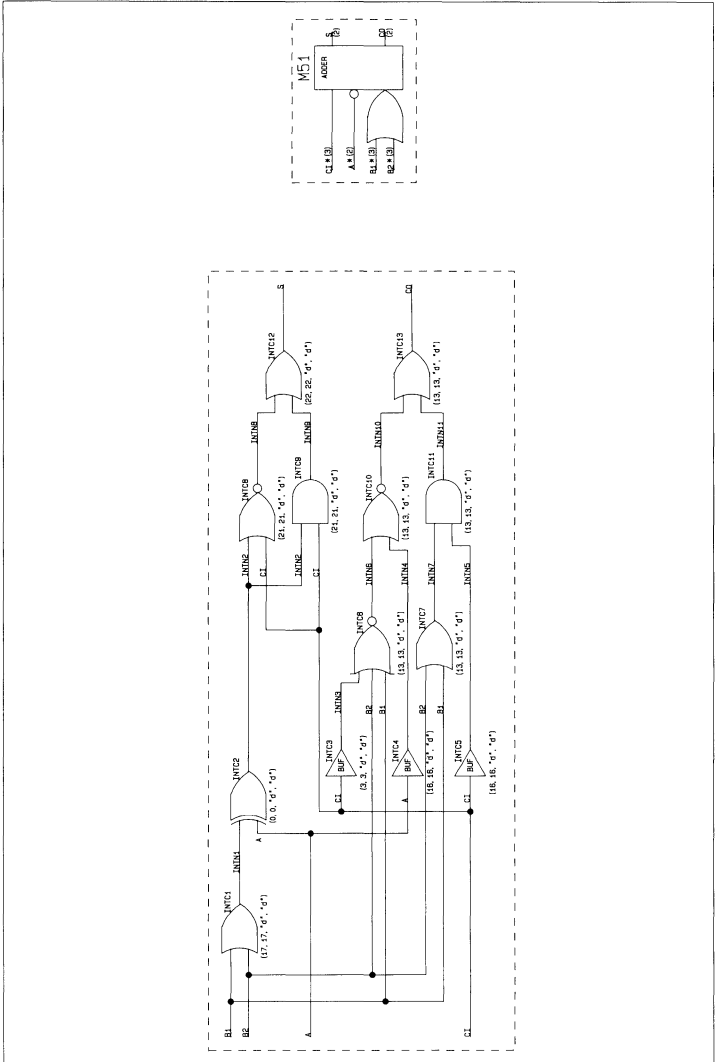 M51
ADDER
CI*(3)
A*(2)
B1*(3)
B2*(3)
S
(2)
CO
(2)
B1
B2
A
CI
INTC1
(17, 17, "d", "d")
INTN1
A
INTC2
(0, 0, "d", "d")
INTN2
CI
INTC8
(21, 21, "d", "d")
INTN8
INTN2
CI
INTC9
(21, 21, "d", "d")
INTN9
INTC12
(22, 22, "d", "d")
S
CI
INTC3
BUF
(3, 3, "d", "d")
INTN3
B2
B1
INTC6
(13, 13, "d", "d")
INTN6
A
INTC4
BUF
(16, 16, "d", "d")
INTN4
INTC10
(13, 13, "d", "d")
INTN10
B2
B1
INTC7
(13, 13, "d", "d")
INTN7
CI
INTC5
BUF
(16, 16, "d", "d")
INTN5
INTC11
(13, 13, "d", "d")
INTN11
INTC13
(13, 13, "d", "d")
CO